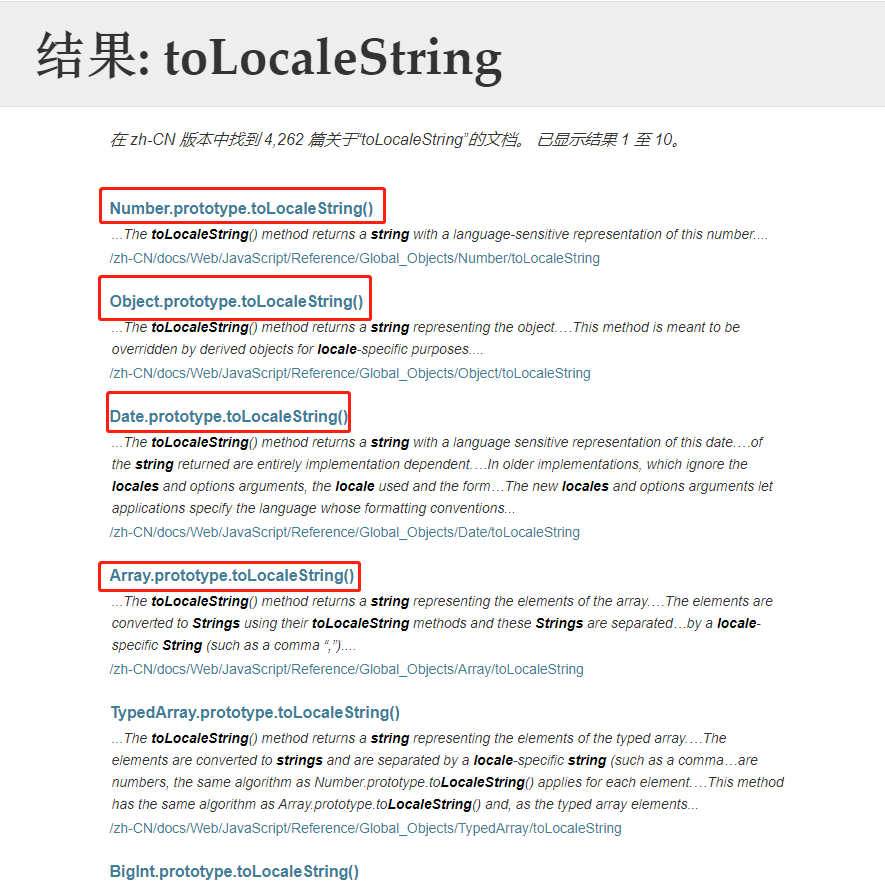 结果: toLocaleString
在 zh-CN 版本中找到 4,262 篇关于“toLocaleString”的文档。 已显示结果 1 至 10。
Number.prototype.toLocaleString()
...The toLocaleString() method returns a string with a language-sensitive representation of this number....
/zh-CN/docs/Web/JavaScript/Reference/Global_Objects/Number/toLocaleString
Object.prototype.toLocaleString()
...The toLocaleString() method returns a string representing the object....This method is meant to be
overridden by derived objects for locale-specific purposes....
/zh-CN/docs/Web/JavaScript/Reference/Global_Objects/Object/toLocaleString
Date.prototype.toLocaleString()
...The toLocaleString() method returns a string with a language sensitive representation of this date....of
the string returned are entirely implementation dependent....In older implementations, which ignore the
locales and options arguments, the locale used and the form...The new locales and options arguments let
applications specify the language whose formatting conventions...
/zh-CN/docs/Web/JavaScript/Reference/Global_Objects/Date/toLocaleString
Array.prototype.toLocaleString()
...The toLocaleString() method returns a string representing the elements of the array....The elements are
converted to Strings using their toLocaleString methods and these Strings are separated...by a locale-
specific String (such as a comma “,”)....
/zh-CN/docs/Web/JavaScript/Reference/Global_Objects/Array/toLocaleString
TypedArray.prototype.toLocaleString()
...The toLocaleString() method returns a string representing the elements of the typed array....The
elements are converted to strings and are separated by a locale-specific string (such as a comma...are
numbers, the same algorithm as Number.prototype.toLocaleString() applies for each element....This method
has the same algorithm as Array.prototype.toLocaleString() and, as the typed array elements...
/zh-CN/docs/Web/JavaScript/Reference/Global_Objects/TypedArray/toLocaleString
BigInt.prototype.toLocaleString()